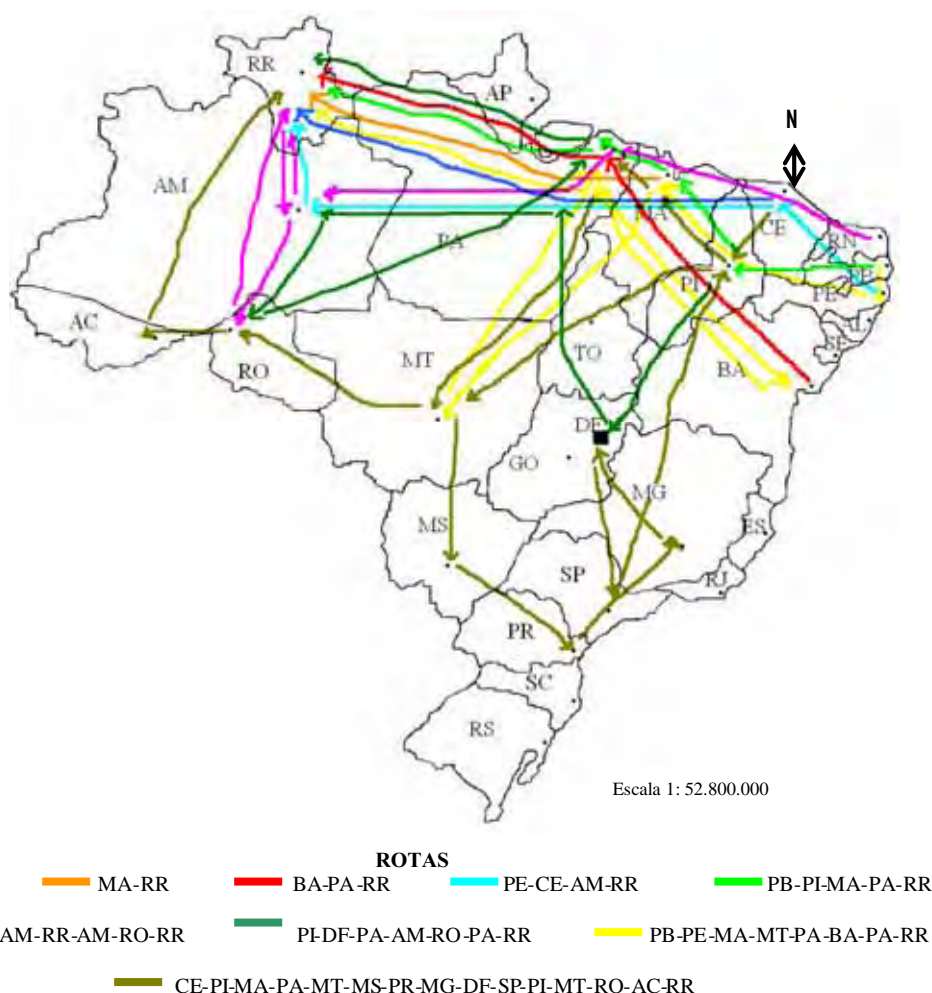 RR
AP
N
AM
PA
CE
RN
PI
PE
AC
AL
SE
RO
MT
TO
BA
DF
GO
MG
MS
ES
SP
RJ
PR
SC
RS
Escala 1: 52.800.000
ROTAS
MA-RR BA-PA-RR PE-CE-AM-RR PB-PI-MA-PA-RR
AM-RR-AM-RO-RR PI-DF-PA-AM-RO-PA-RR PB-PE-MA-MT-PA-BA-PA-RR
CE-PI-MA-PA-MT-MS-PR-MG-DF-SP-PI-MT-RO-AC-RR